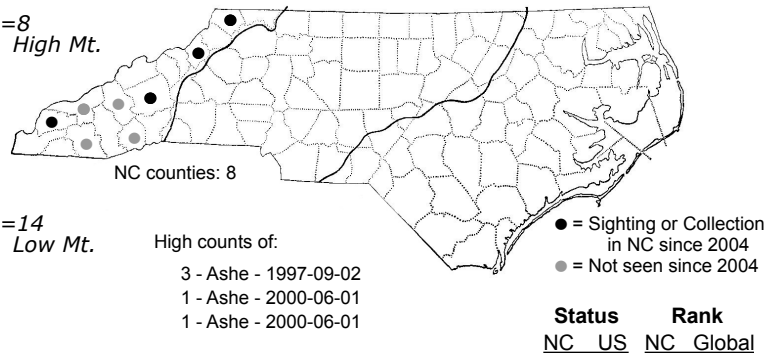 =8
High Mt.
NC counties: 8
=14
Low Mt.
High counts of:
3 - Ashe - 1997-09-02
1 - Ashe - 2000-06-01
1 - Ashe - 2000-06-01
● = Sighting or Collection
in NC since 2004
● = Not seen since 2004
Status Rank
NC US NC Global